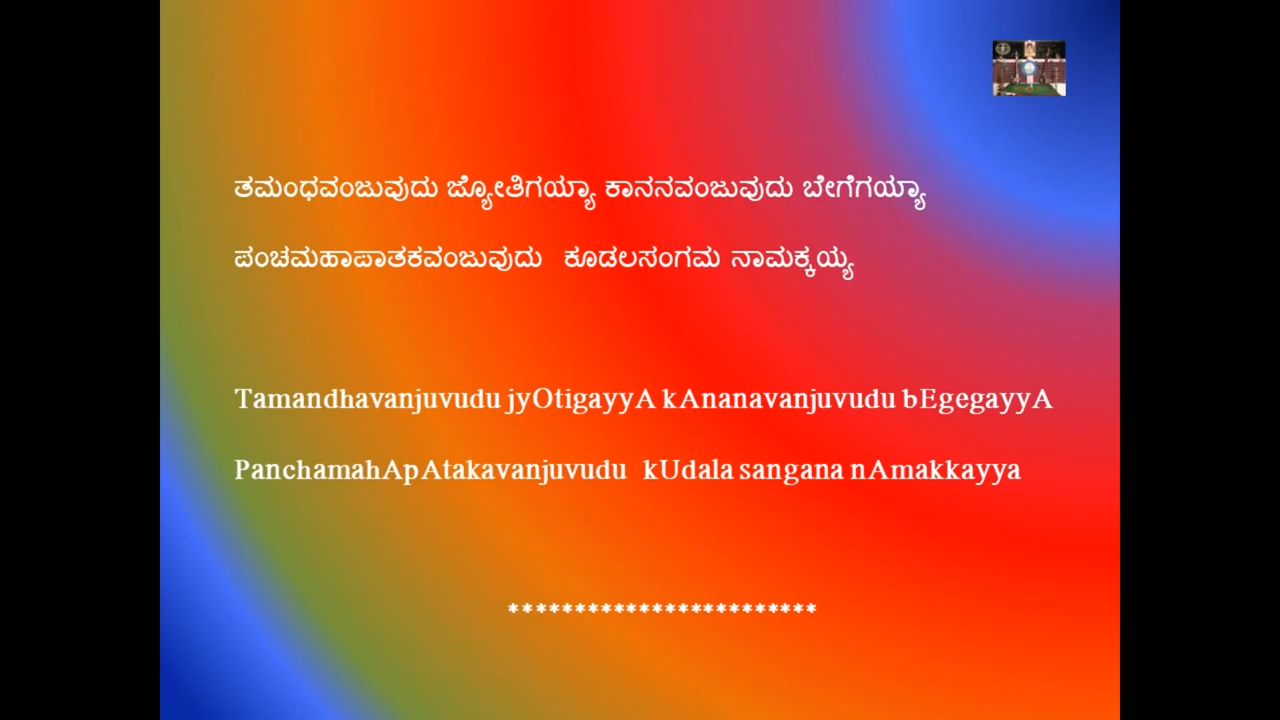 ತಮಂಧವಂಜುವುದು ಜ್ಯೋತಿಗಯ್ಯಾ ಕಾನನವಂಜುವುದು ಬೇಗೆಗಯ್ಯಾ
ಪಂಚಮಹಾಪಾತಕವಂಜುವುದು ಕೂಡಲಸಂಗಮ ನಾಮಕ್ಕಯ್ಯ
Tamandhavanjuvudu jyOtigayyA kAnanavanjuvudu bEgegayyA
PanchamahApAtakavanjuvudu kUdala sangana nAmakkayya
************************